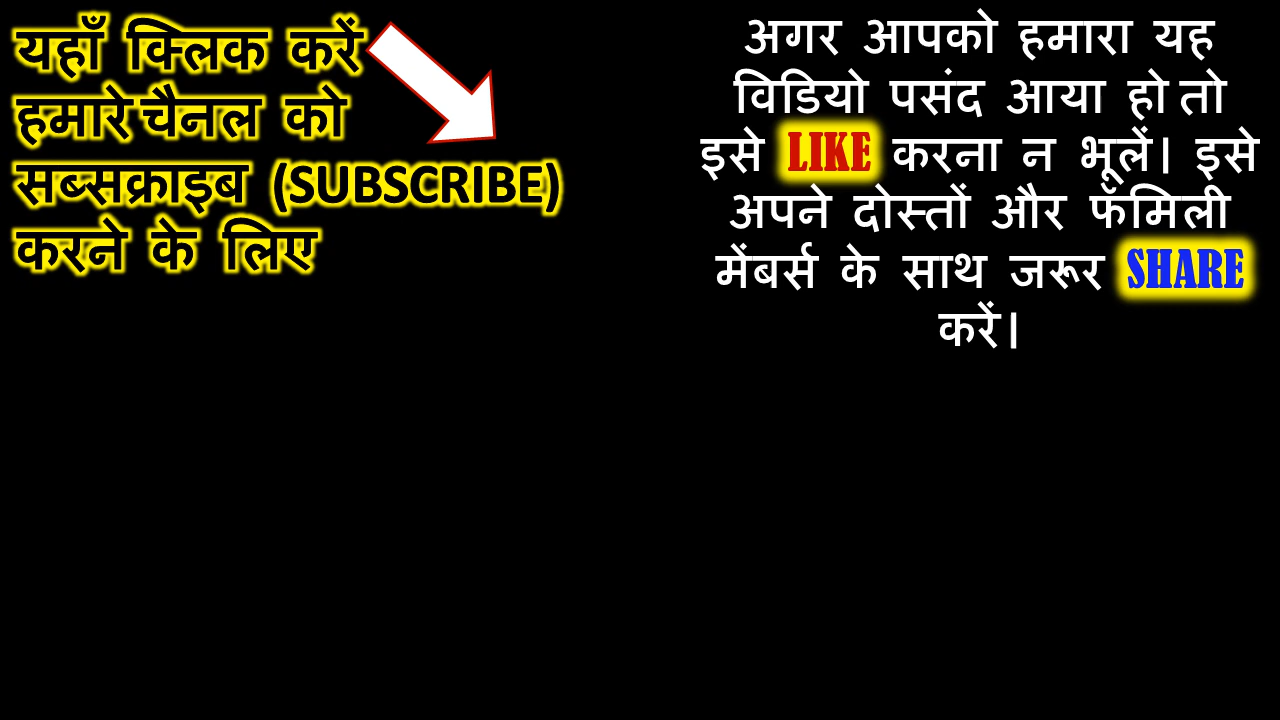 यहाँ क्लिक करें
हमारे चैनल को
सब्सक्राइब (SUBSCRIBE)
करने के लिए
अगर आपको हमारा यह
विडियो पसंद आया हो तो
इसे LIKE करना न भूलें। इसे
अपने दोस्तों और फॅमिली
मेंबर्स के साथ जरूर SHARE
करें।